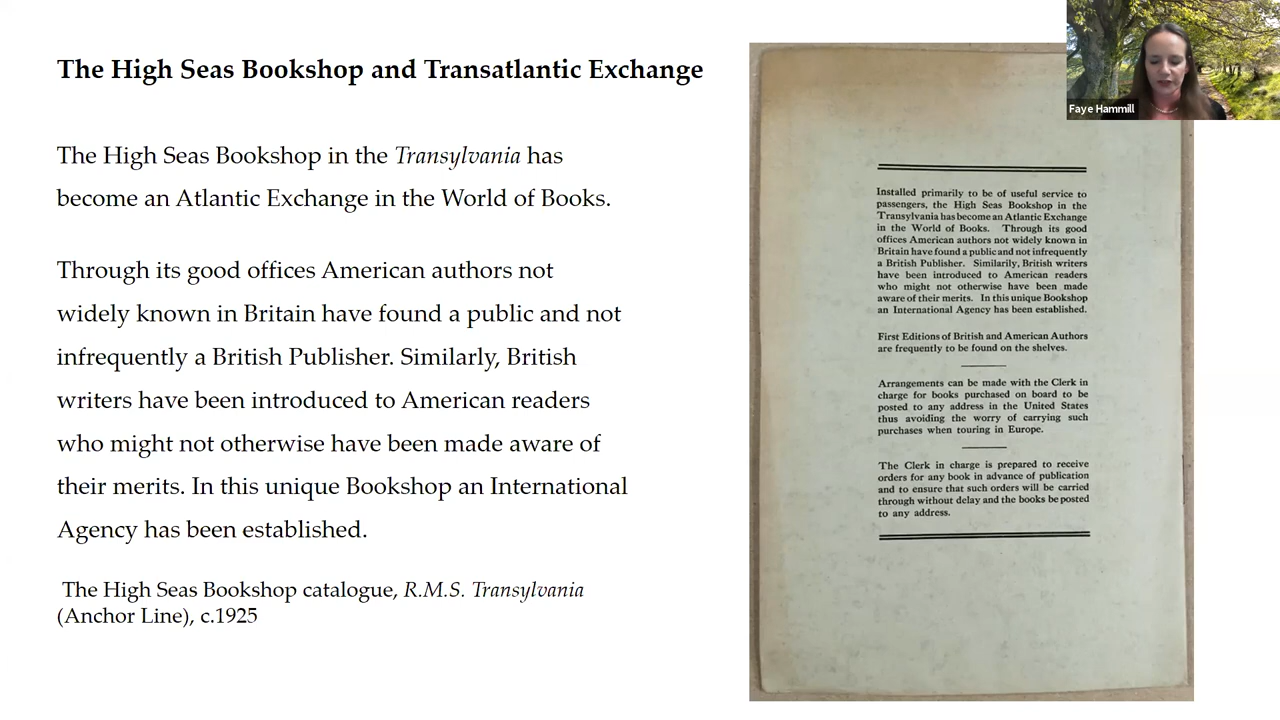 The High Seas Bookshop and Transatlantic Exchange
The High Seas Bookshop in the Transylvania has
become an Atlantic Exchange in the World of Books.
Through its good offices American authors not
widely known in Britain have found a public and not
infrequently a British Publisher. Similarly, British
writers have been introduced to American readers
who might not otherwise have been made aware of
their merits. In this unique Bookshop an International
Agency has been established.
The High Seas Bookshop catalogue, R.M.S. Transylvania
(Anchor Line), c.1925
Installed primarily to be of useful service to
passengers, the High Seas Bookshop in the
Transylvania has become an Atlantic Exchange
in the World of Books. Through its good
offices American authors not widely known in
Britain have found a public and not infrequently
a British Publisher. Similarily, British writers
have been introduced to American readers
who might not otherwise have been made
aware of their merits. In this unique Bookshop
an International Agency has been established.
First Editions of British and American Authors
are frequently to be found on the shelves.
Arrangements can be made with the Clerk in
charge for books purchased on board to be
posted to any address in the United States
thus avoiding the worry of carrying such
purchases when touring in Europe.
The Clerk in charge is prepared to receive
orders for any book in advance of publication
and to ensure that such orders will be carried
through without delay and the books be posted
to any address.
Faye Hammill